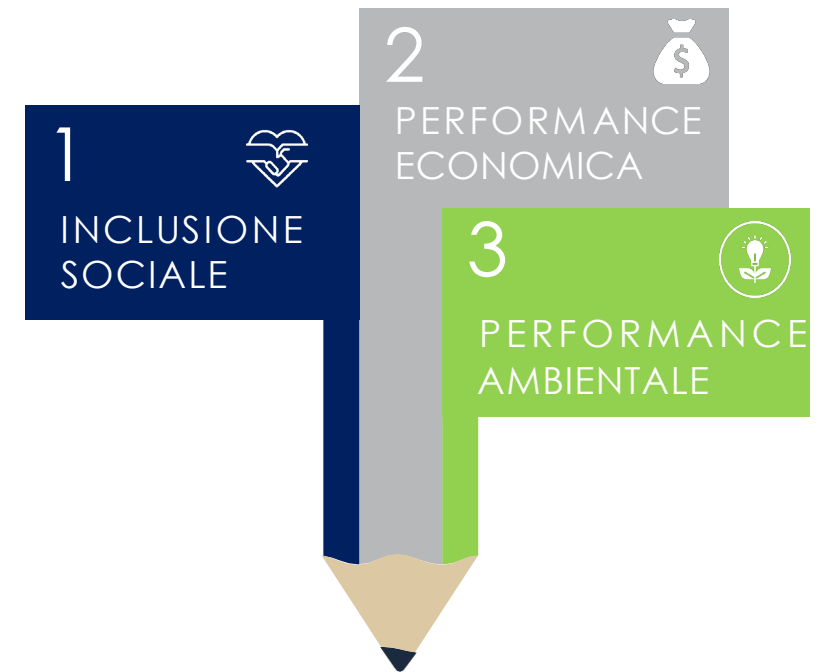 1
INCLUSIONE
SOCIALE
2
$
PERFORMANCE
ECONOMICA
3
PERFORMANCE
AMBIENTALE